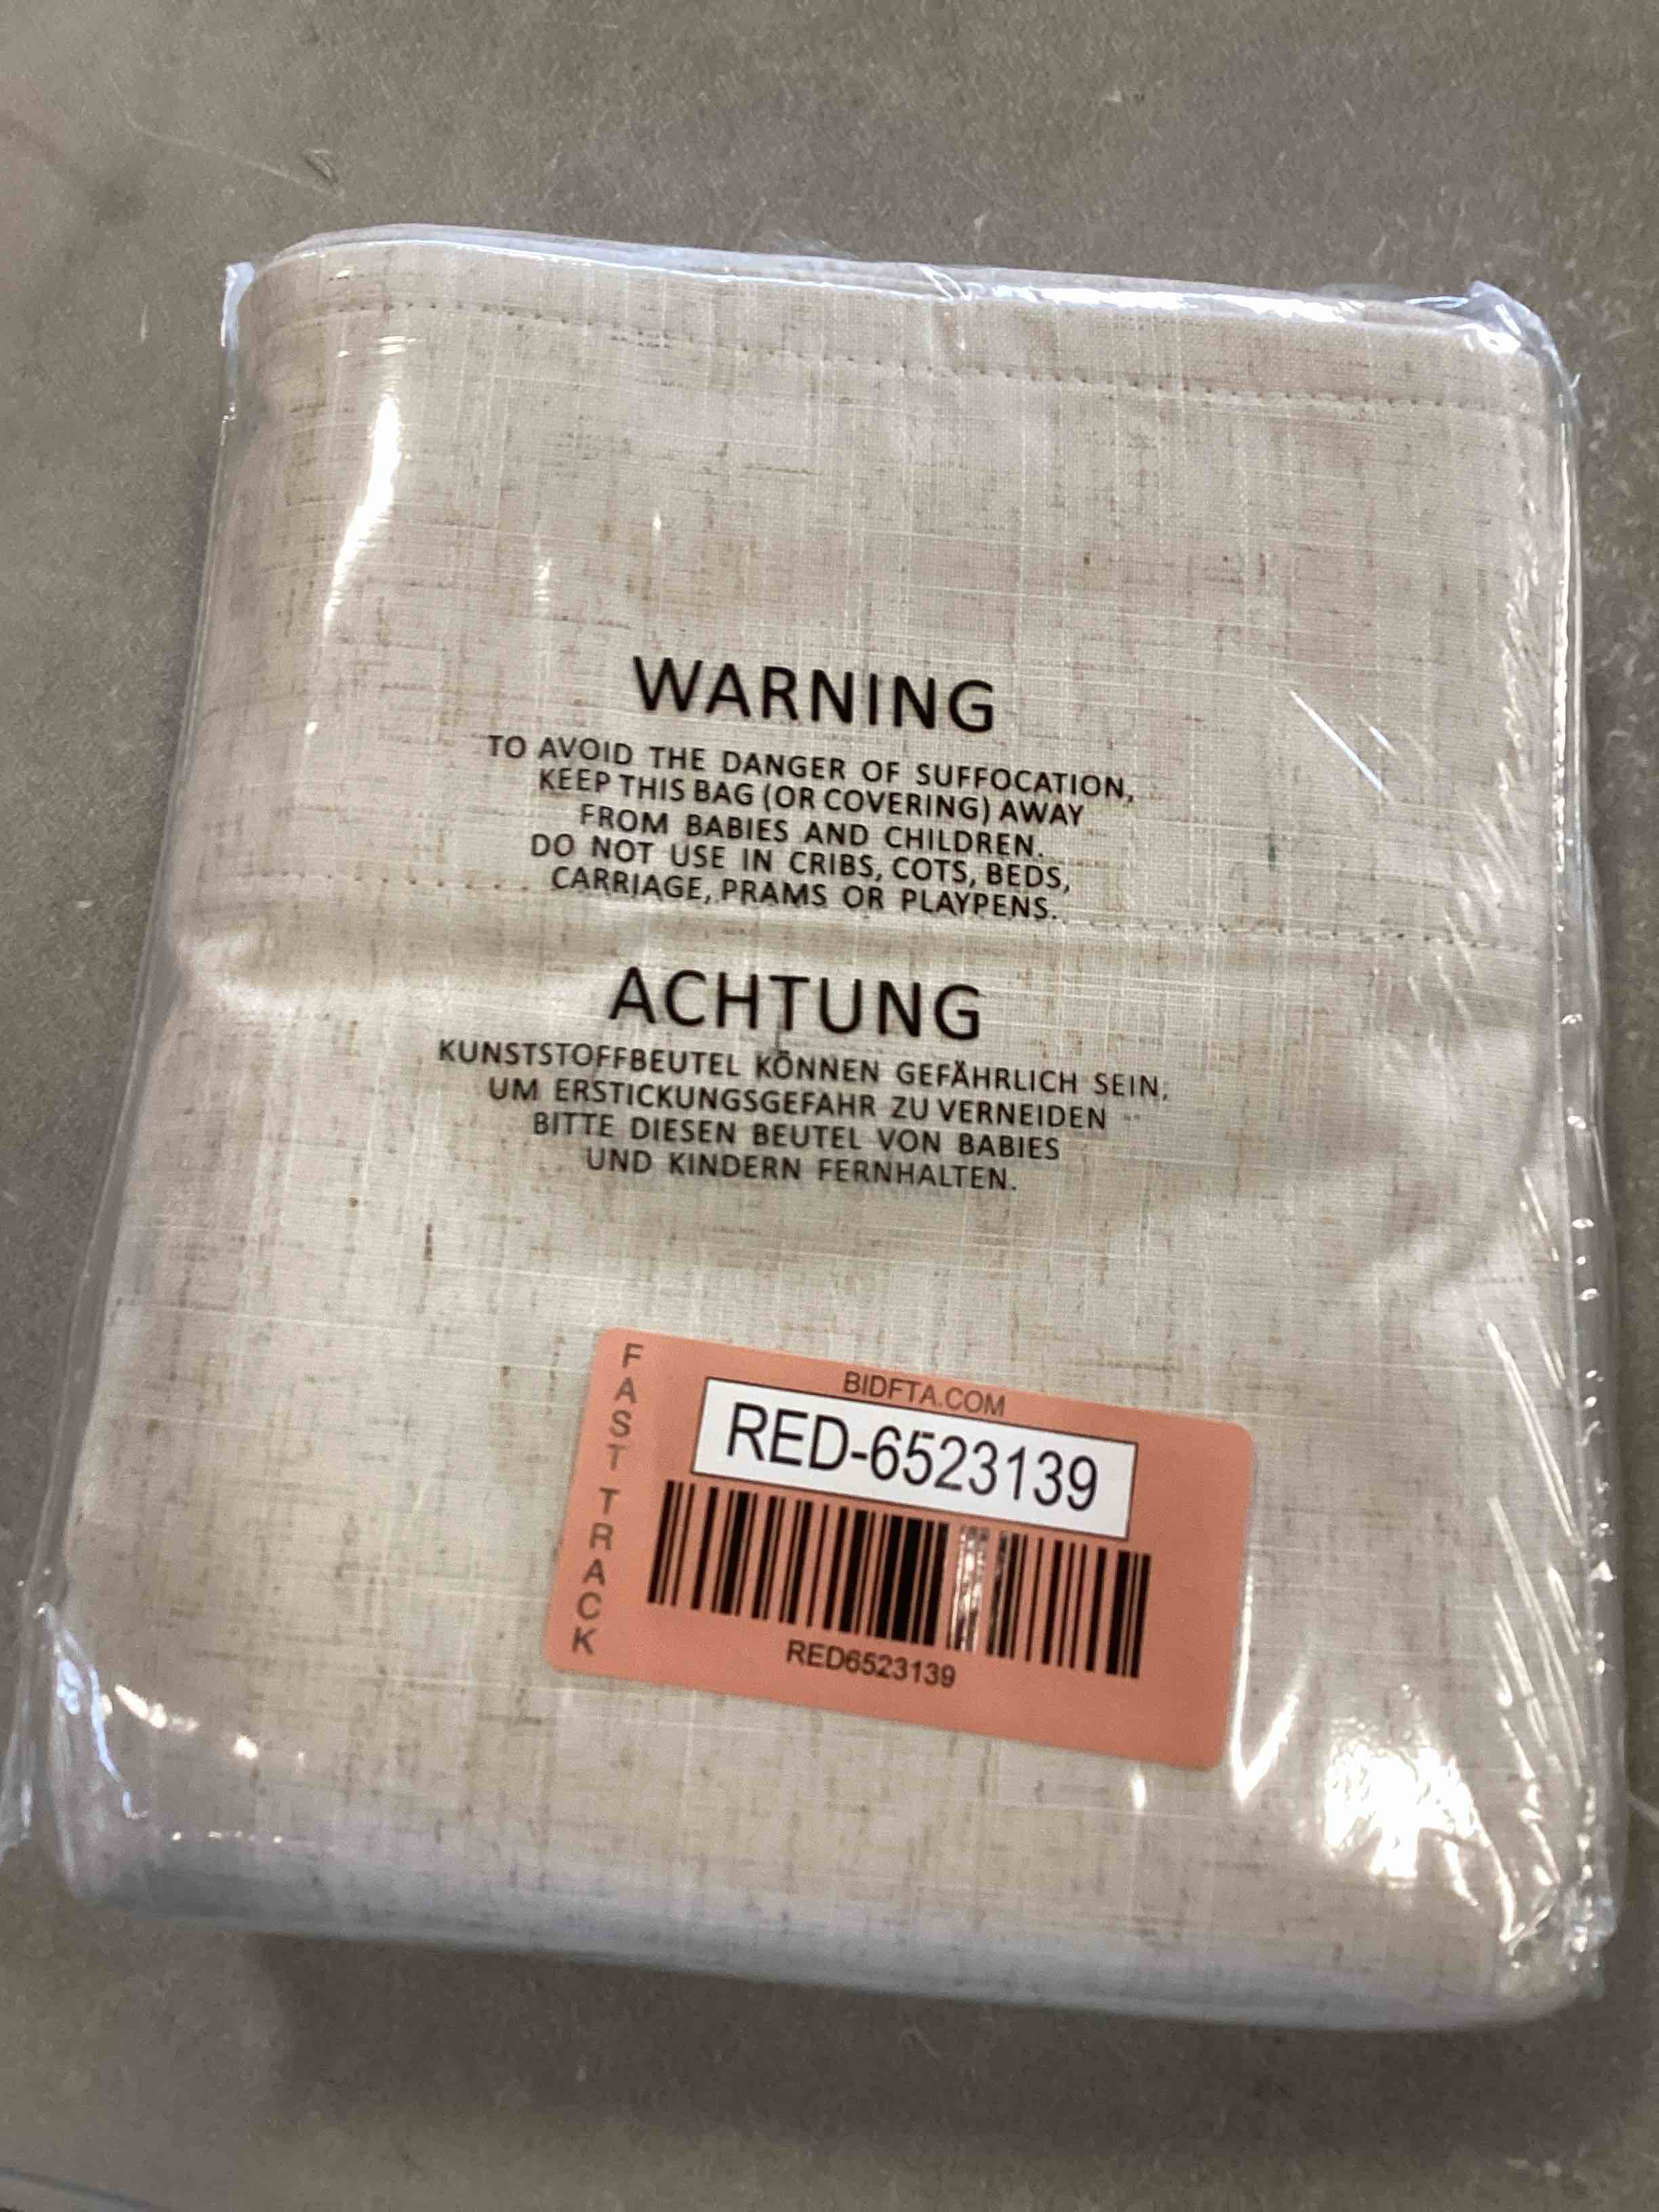 WARNING
TO AVOID THE DANGER OF SUFFOCATION,
KEEP THIS BAG (OR COVERING) AWAY
FROM BABIES AND CHILDREN.
DO NOT USE IN CRIBS, COTS, BEDS,
CARRIAGE, PRAMS OR PLAYPENS.
ACHTUNG
KUNSTSTOFFBEUTEL KÖNNEN GEFÄHRLICH SEIN,
UM ERSTICKUNGSGEFAHR ZU VERNEIDEN
BITTE DIESEN BEUTEL VON BABIES
UND KINDERN FERNHALTEN.
FAST TRACK
BIDFTA.COM
RED-6523139
RED6523139